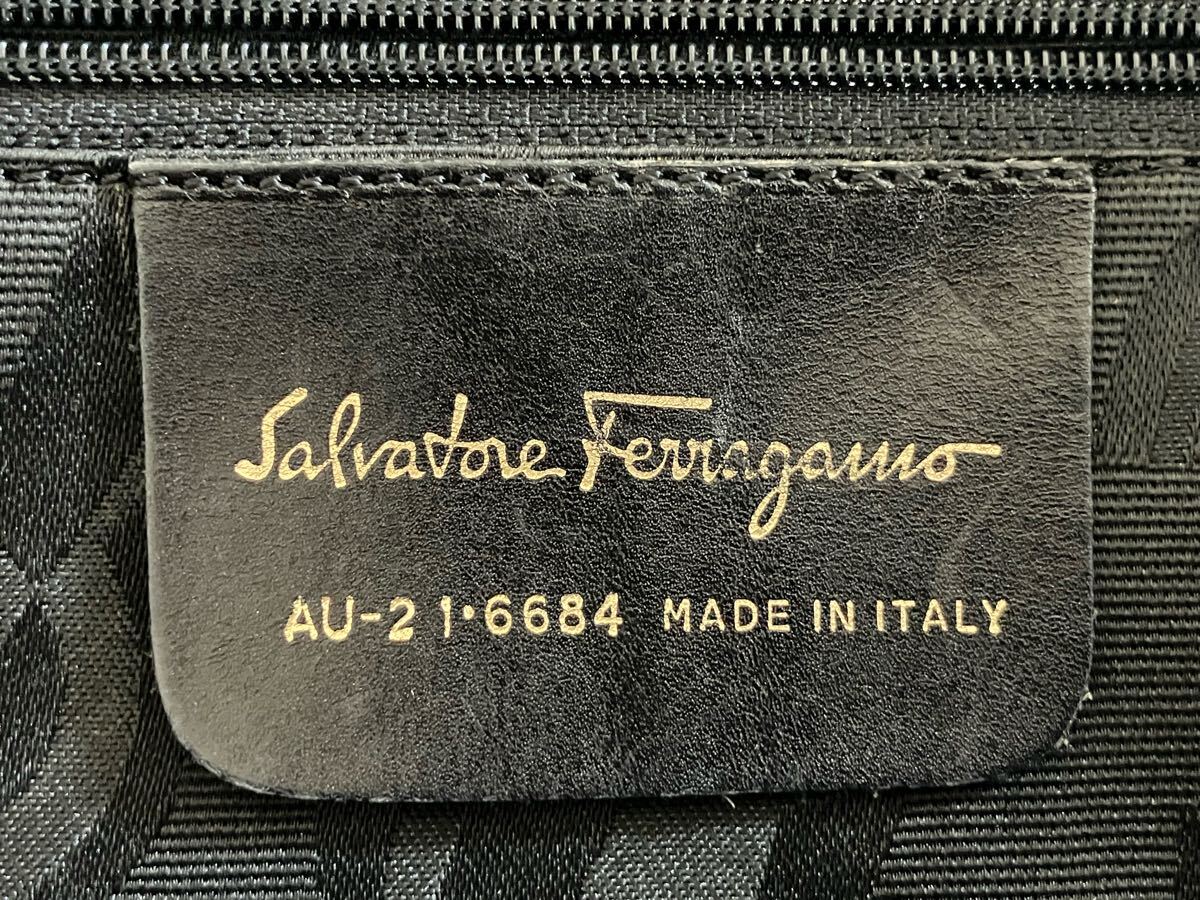 Salvatore Ferragamo
AU-21·6684 MADE IN ITALY